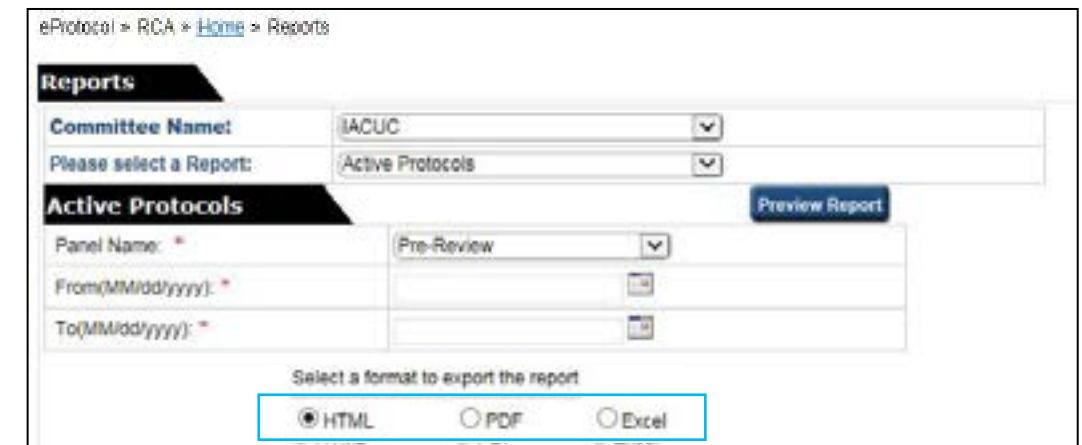 eProtocol » RCA » Home » Reports
Reports
Committee Name: IACUC
Please select a Report: Active Protocols
Active Protocols Preview Report
Panel Name: * Pre-Review
From(MM/dd/yyyy): *
To(MM/dd/yyyy): *
Select a format to export the report
HTML PDF Excel